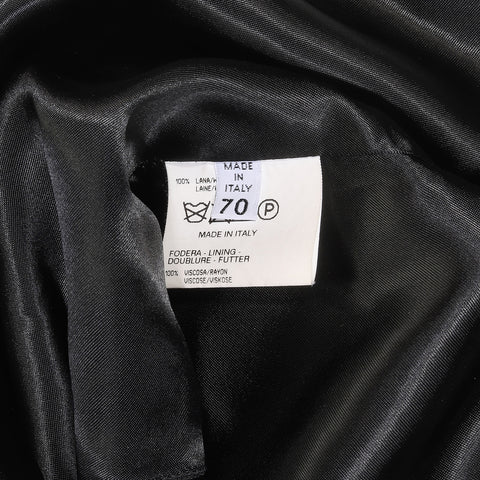 MADE
IN
ITALY
100% LANA/
LAINE/
70 P
MADE IN ITALY
FODERA - LINING -
DOUBLURE - FUTTER
100% VISCOSA/RAYON
VISCOSE/VISKOSE